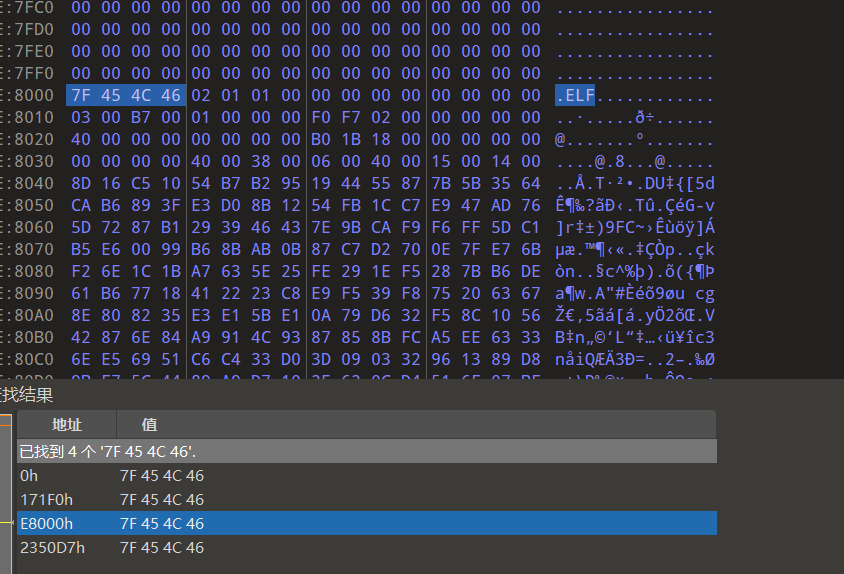 E:7FC0 00 00 00 00 00 00 00 00 00 00 00 00 00 00 00 00 ................
E:7FD0 00 00 00 00 00 00 00 00 00 00 00 00 00 00 00 00 ................
E:7FE0 00 00 00 00 00 00 00 00 00 00 00 00 00 00 00 00 ................
E:7FF0 00 00 00 00 00 00 00 00 00 00 00 00 00 00 00 00 ................
E:8000 7F 45 4C 46 02 01 01 00 00 00 00 00 00 00 00 00 .ELF............
E:8010 03 00 B7 00 01 00 00 00 F0 F7 02 00 00 00 00 00 ..·.....ð÷......
E:8020 40 00 00 00 00 00 00 00 B0 1B 18 00 00 00 00 00 @.......°.......
E:8030 00 00 00 00 40 00 38 00 06 00 40 00 15 00 14 00 ....@.8...@.....
E:8040 8D 16 C5 10 54 B7 B2 95 19 44 55 87 7B 5B 35 64 ..Å.T·²•.DU‡{[5d
E:8050 CA B6 89 3F E3 D0 8B 12 54 FB 1C C7 E9 47 AD 76 Ê¶‰?ãÐ‹.Tû.ÇéG-v
E:8060 5D 72 87 B1 29 39 46 43 7E 9B CA F9 F6 FF 5D C1 ]r‡±)9FC~›Êùöÿ]Á
E:8070 B5 E6 00 99 B6 8B AB 0B 87 C7 D2 70 0E 7F E7 6B µæ.™¶‹«.‡ÇÒp..çk
E:8080 F2 6E 1C 1B A7 63 5E 25 FE 29 1E F5 28 7B B6 DE òn..§c^%þ).õ({¶Þ
E:8090 61 B6 77 18 41 22 23 C8 E9 F5 39 F8 75 20 63 67 a¶w.A"#Èéõ9øu cg
E:80A0 8E 80 82 35 E3 E1 5B E1 0A 79 D6 32 F5 8C 10 56 Ž€‚5ãá[á.yÖ2õŒ.V
E:80B0 42 87 6E 84 A9 91 4C 93 87 85 8B FC A5 EE 63 33 B‡n„©‘L“‡…‹ü¥îc3
E:80C0 6E E5 69 51 C6 C4 33 D0 3D 09 03 32 96 13 89 D8 nåiQÆÄ3Ð=..2–.‰Ø
找结果
地址 值
已找到 4 个 '7F 45 4C 46'.
0h 7F 45 4C 46
171F0h 7F 45 4C 46
E8000h 7F 45 4C 46
2350D7h 7F 45 4C 46